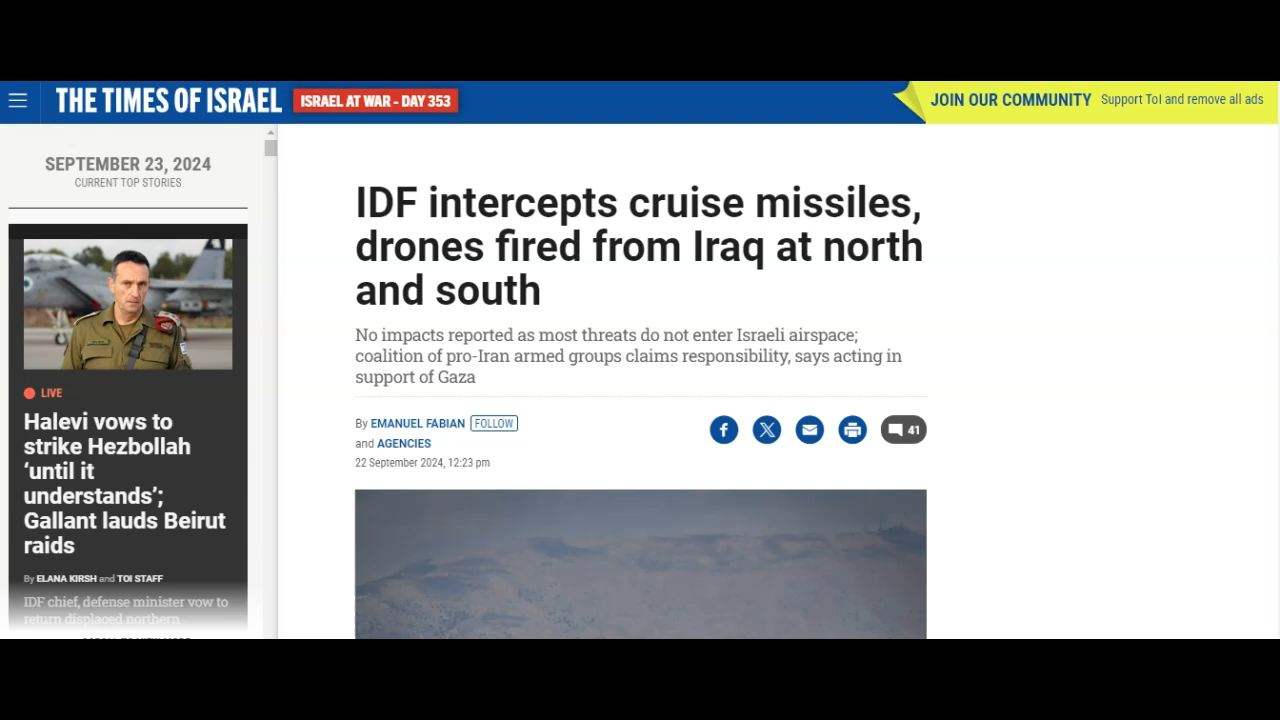 THE TIMES OF ISRAEL
ISRAEL AT WAR - DAY 353
JOIN OUR COMMUNITY Support ToI and remove all ads
SEPTEMBER 23, 2024
CURRENT TOP STORIES
LIVE
Halevi vows to
strike Hezbollah
‘until it
understands’;
Gallant lauds Beirut
raids
By ELANA KIRSH and TOI STAFF
IDF chief, defense minister vow to
return displaced northern
IDF intercepts cruise missiles,
drones fired from Iraq at north
and south
No impacts reported as most threats do not enter Israeli airspace;
coalition of pro-Iran armed groups claims responsibility, says acting in
support of Gaza
By EMANUEL FABIAN FOLLOW
and AGENCIES
22 September 2024, 12:23 pm
41